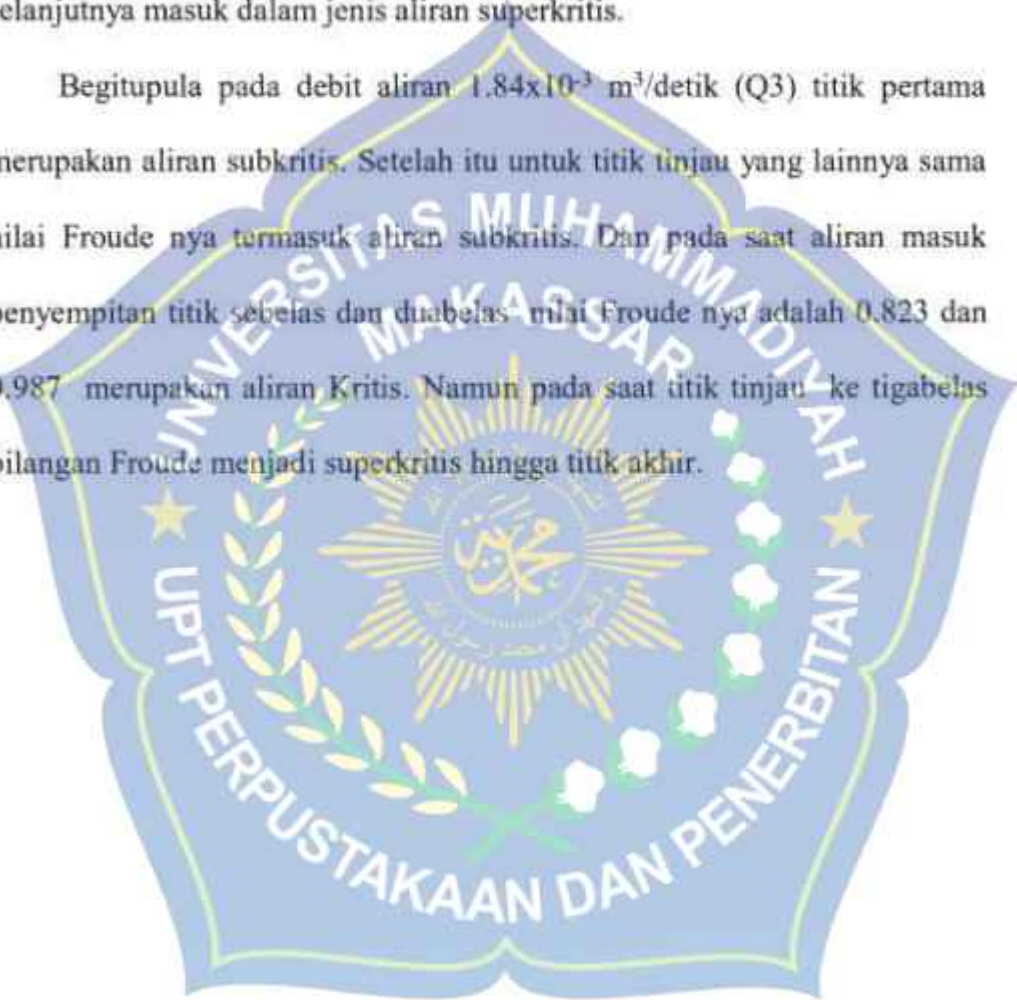 elanjutnya masuk dalam jenis aliran superkritis.
Begitupula pada debit aliran 1.84x10⁻³ m³/detik (Q3) titik pertama
merupakan aliran subkritis. Setelah itu untuk titik tinjau yang lainnya sama
nilai Froude nya termasuk aliran subkritis. Dan pada saat aliran masuk
penyempitan titik sebelas dan duabelas nilai Froude nya adalah 0.823 dan
0.987 merupakan aliran Kritis. Namun pada saat titik tinjau ke tigabelas
bilangan Froude menjadi superkritis hingga titik akhir.
UNIVERSITAS MUHAMMADIYAH
MAKASSAR
محمدية
UPT PERPUSTAKAAN DAN PENERBITAN